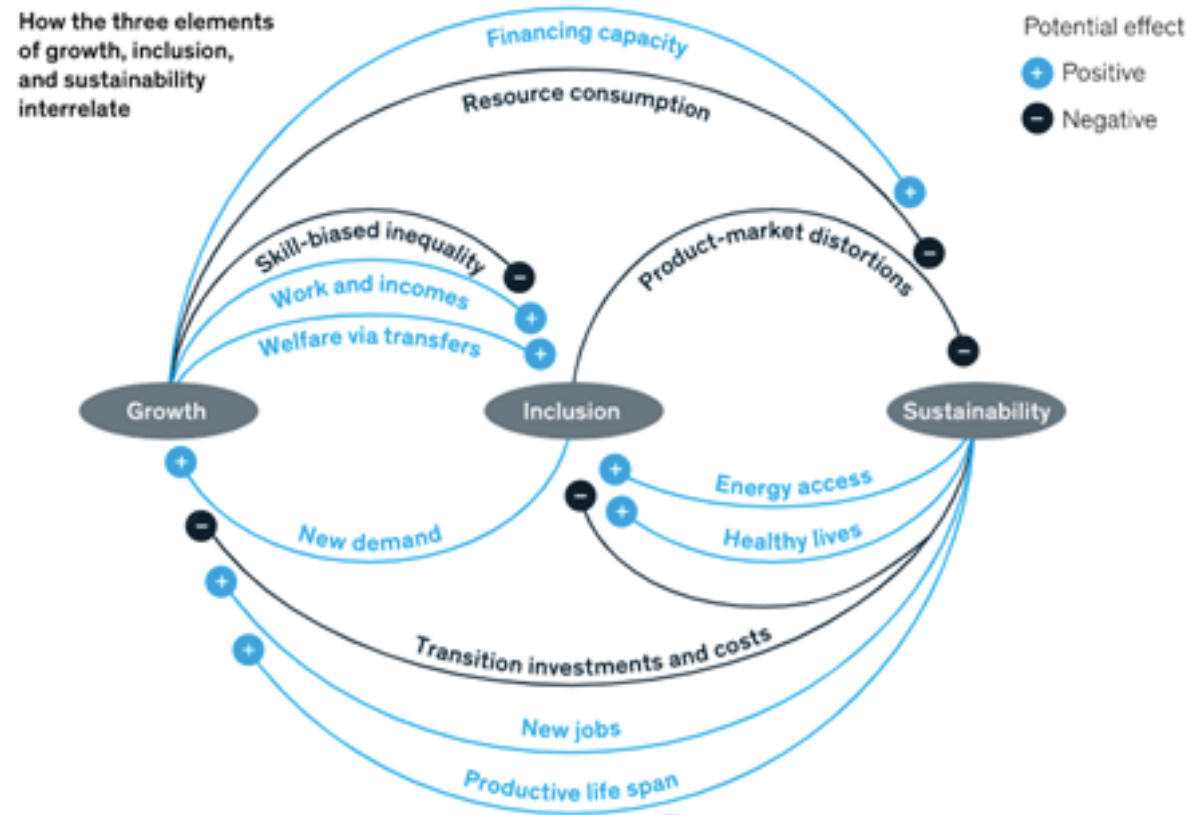 How the three elements
of growth, inclusion,
and sustainability
interrelate
Potential effect
+ Positive
− Negative
Financing capacity
+
Resource consumption
−
Skill-biased inequality
−
Work and incomes
+
Welfare via transfers
+
Product-market distortions
−
Growth
Inclusion
Sustainability
+
New demand
+
Energy access
+
Healthy lives
−
−
Transition investments and costs
+
New jobs
+
Productive life span